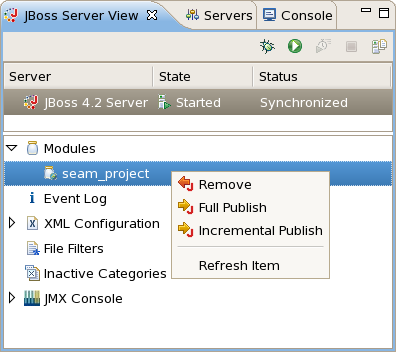 JBoss Server View Servers Console
Server State Status
JBoss 4.2 Server Started Synchronized
Modules
seam_project
Remove
Event Log
Full Publish
XML Configuration
Incremental Publish
File Filters
Refresh Item
Inactive Categories
JMX Console